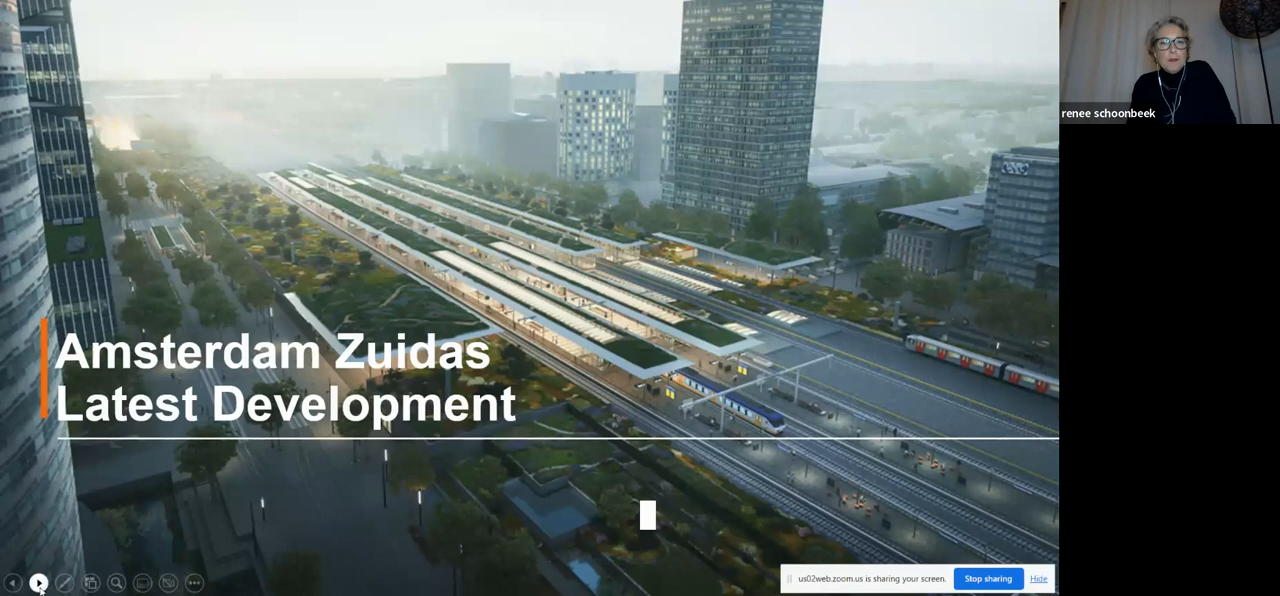 renee schoonbeek
Amsterdam Zuidas
Latest Development
us02web.zoom.us is sharing your screen.
Stop sharing
Hide